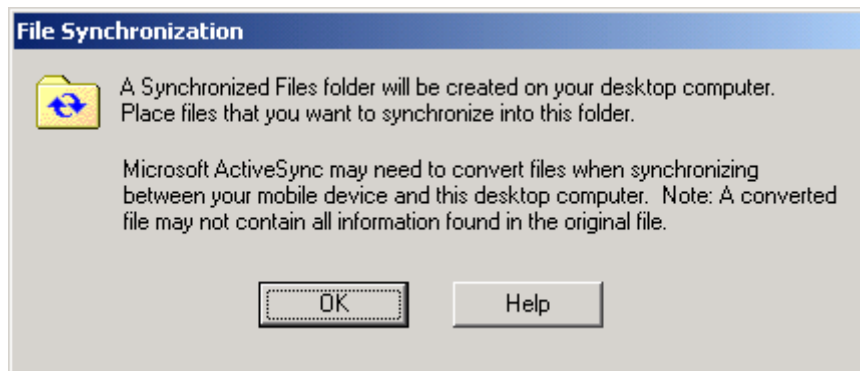 File Synchronization
A Synchronized Files folder will be created on your desktop computer.
Place files that you want to synchronize into this folder.
Microsoft ActiveSync may need to convert files when synchronizing
between your mobile device and this desktop computer.  Note: A converted
file may not contain all information found in the original file.
OK
Help